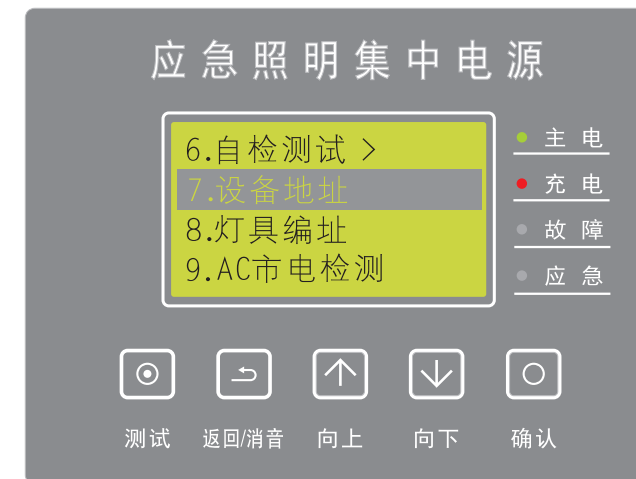 应急照明集中电源
6.自检测试 >
7.设备地址
8.灯具编址
9.AC市电检测
主电
充电
故障
应急
测试
返回/消音
向上
向下
确认